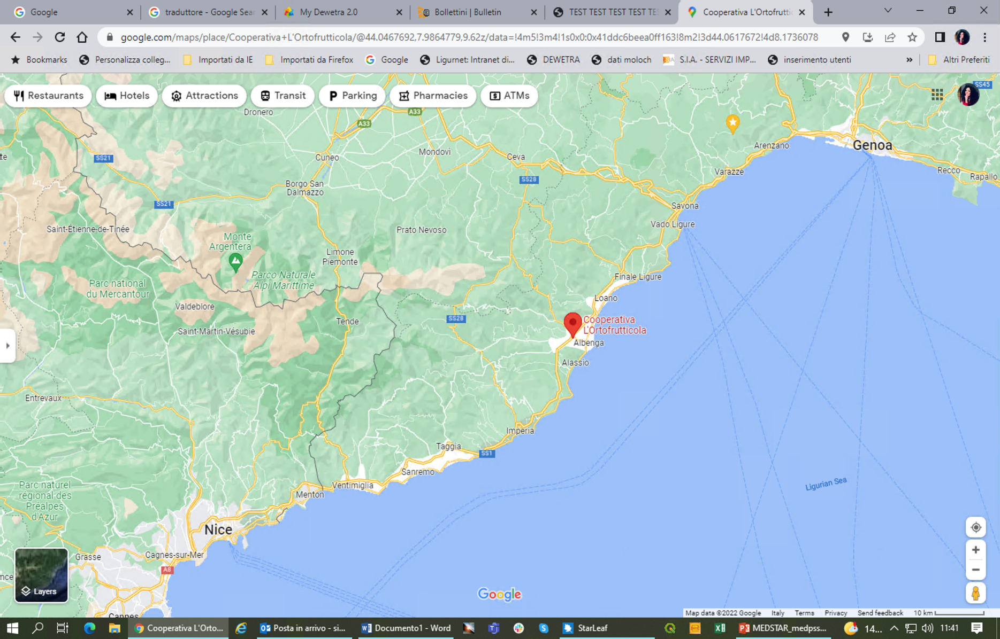 Google
traduttore - Google Sear
My Dewetra 2.0
Bollettini | Bulletin
TEST TEST TEST TEST TES
Cooperativa L'Ortofrutti
google.com/maps/place/Cooperativa+L'Ortofrutticola/@44.0467692,7.9864779,9.62z/data=!4m5!3m4!1s0x0:0x41ddc6beea0ff163!8m2!3d44.0617672!4d8.1736078
Bookmarks
Personalizza colleg...
Importati da IE
Importati da Firefox
Google
Ligurnet: Intranet di...
DEWETRA
dati moloch
S.I.A. - SERVIZI IMP...
inserimento utenti
»
Altri Preferiti
Restaurants
Hotels
Attractions
Transit
Parking
Pharmacies
ATMs
SS45
Dronero
A33
A33
Arenzano
Genoa
Mondovì
Ceva
Cuneo
SS21
te
Varazze
Recco
Rapallo
SS28
Borgo San
Dalmazzo
SS21
Savona
Vado Ligure
Saint-Étienne-de-Tinée
Prato Nevoso
Monte
Argentera
Limone
Piemonte
Parco Naturale
Alpi Marittime
Finale Ligure
Parc national
du Mercantour
Loano
Valdeblore
SS28
Tende
Cooperativa
L'Ortofrutticola
Saint-Martin-Vésubie
Albenga
Alassio
Entrevaux
Imperia
Taggia
SS1
Sanremo
Ventimiglia
Menton
Ligurian Sea
Parc naturel
régional des
Préalpes
d'Azur
Nice
Cagnes-sur-Mer
Grasse
A8
nce
Layers
Google
Cannes
Map data ©2022 Google
Italy
Terms
Privacy
Send feedback
10 km
Cooperativa L'Orto...
Posta in arrivo - si...
Documento1 - Word
StarLeaf
MEDSTAR_medpss...
14...
11:41